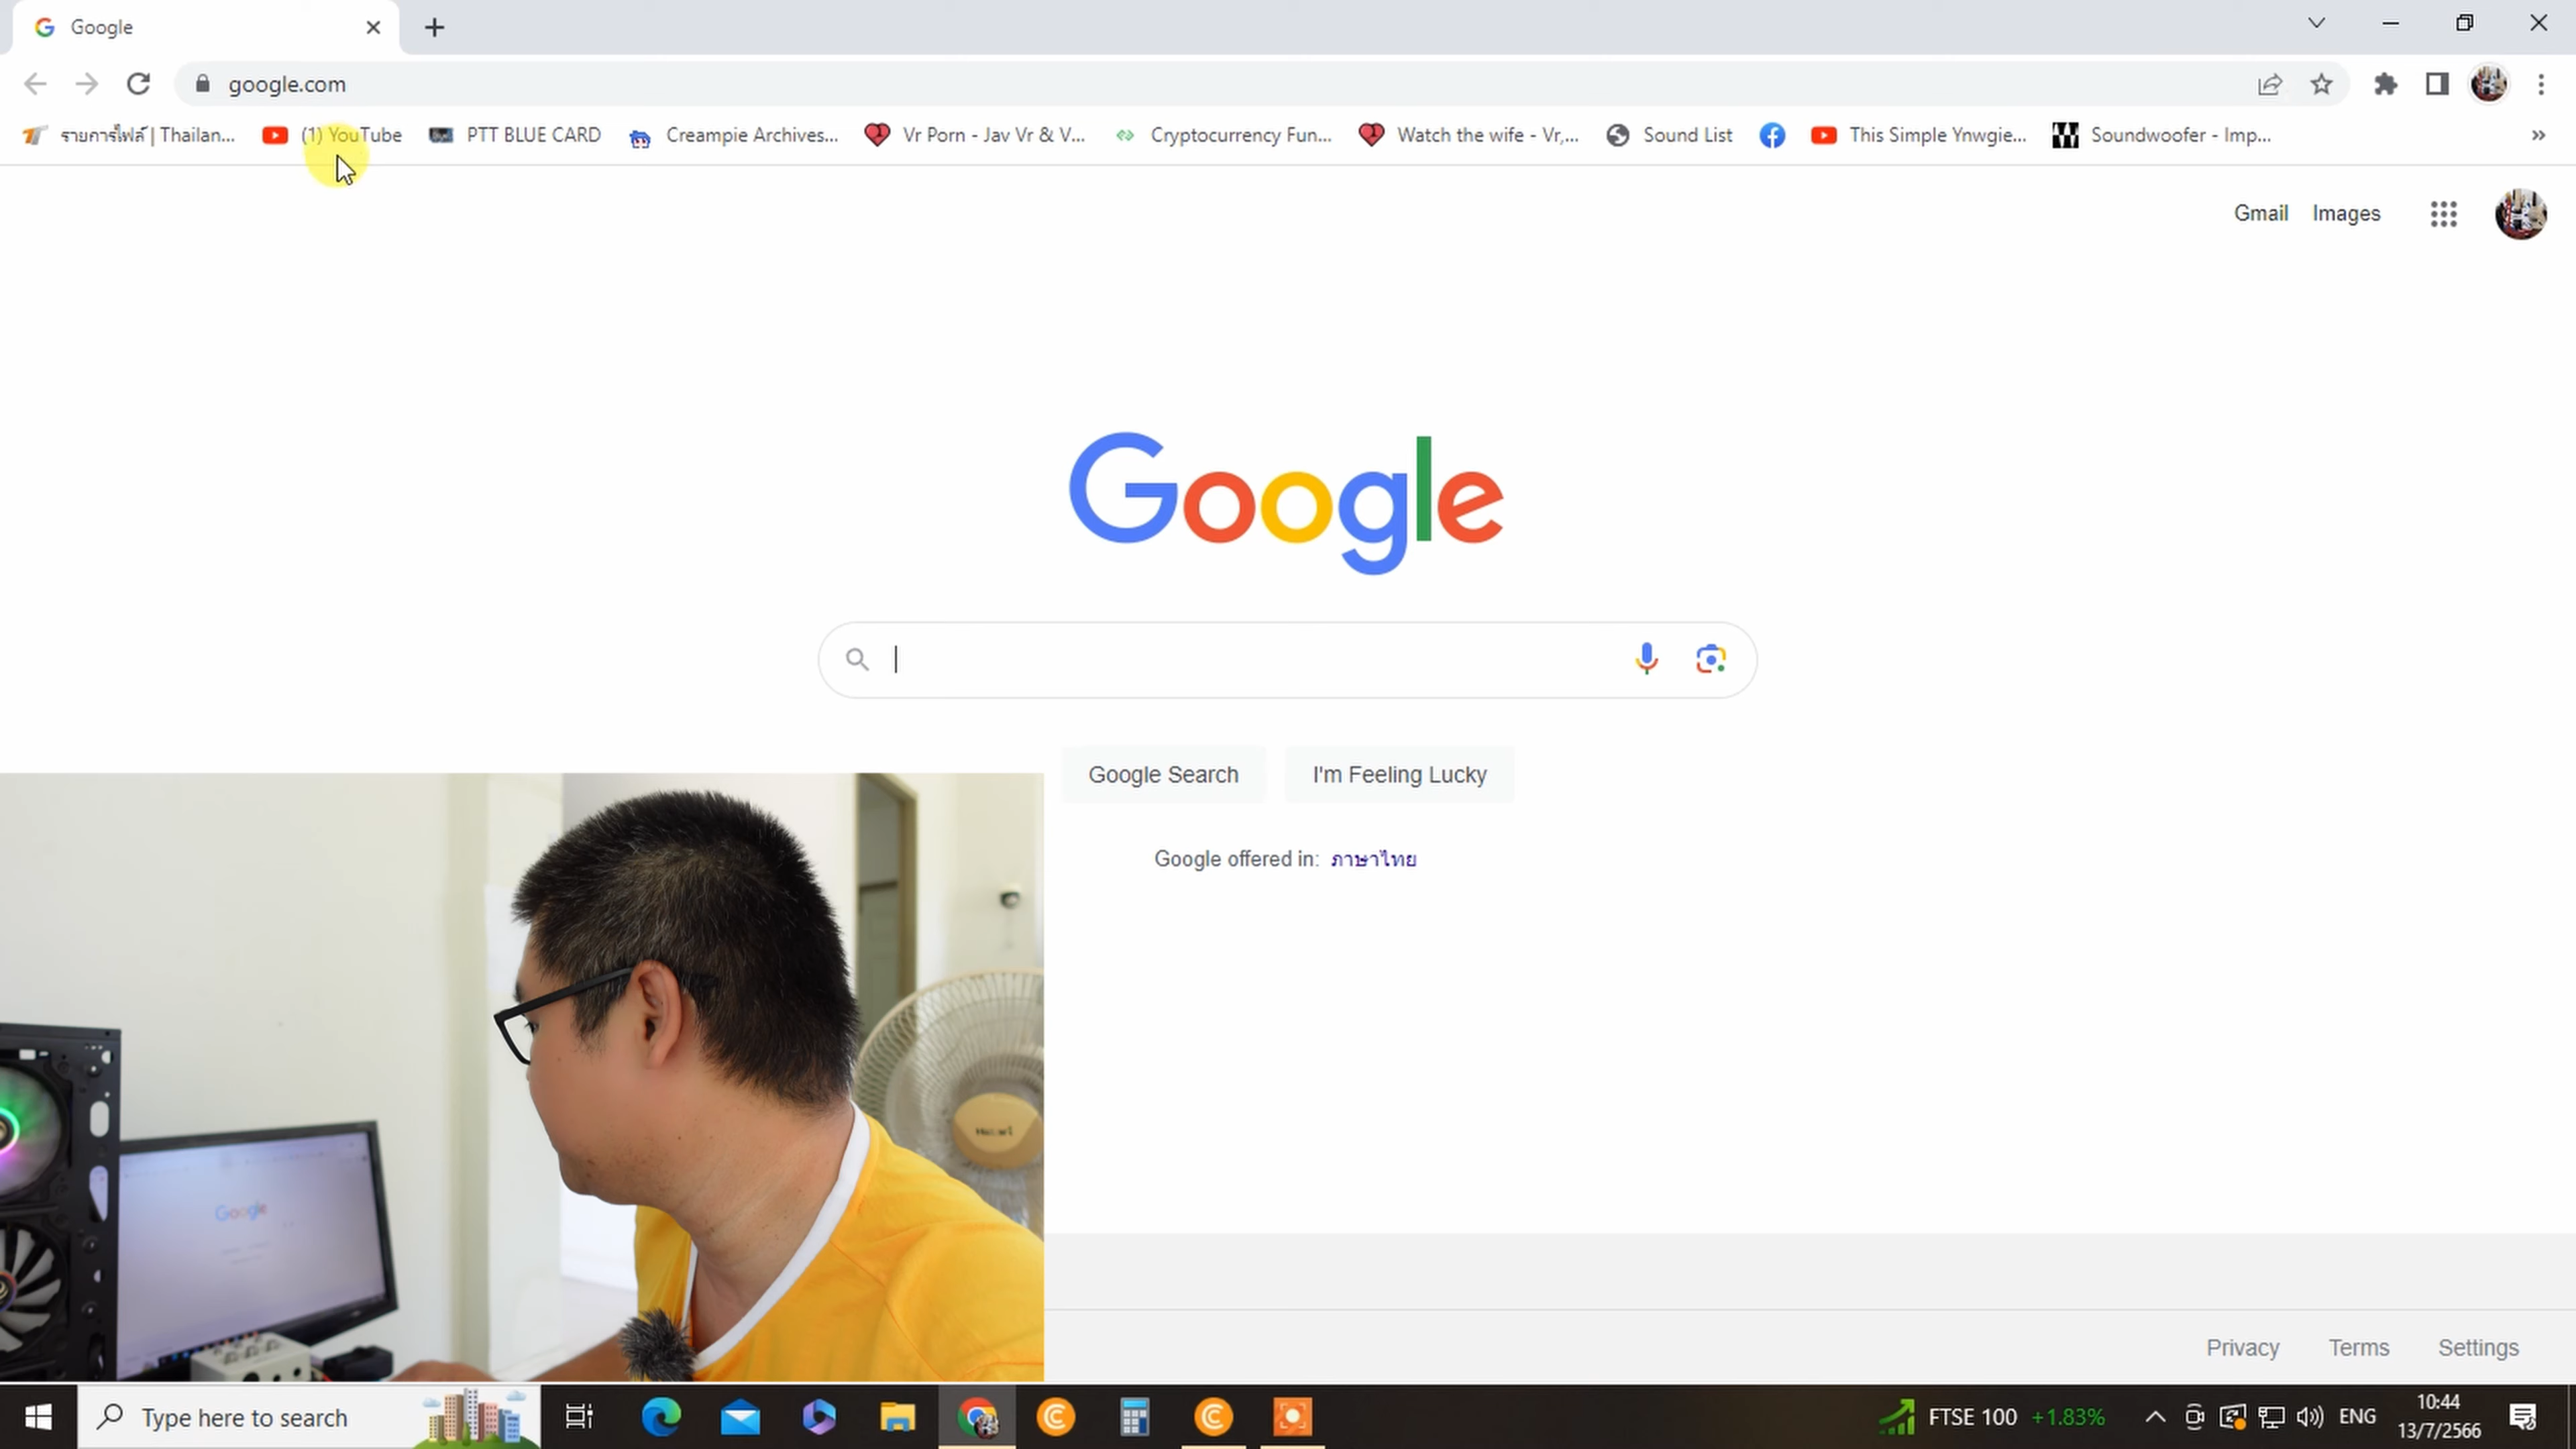 Google
google.com
รายการไฟล์ | Thailan...
(1) YouTube
PTT BLUE CARD
Creampie Archives...
Vr Porn - Jav Vr & V...
Cryptocurrency Fun...
Watch the wife - Vr,...
Sound List
This Simple Ynwgie...
Soundwoofer - Imp...
»
Gmail Images
Google
Google Search
I'm Feeling Lucky
Google offered in: ภาษาไทย
Google
Privacy Terms Settings
Type here to search
FTSE 100 +1.83%
ENG
10:44
13/7/2566